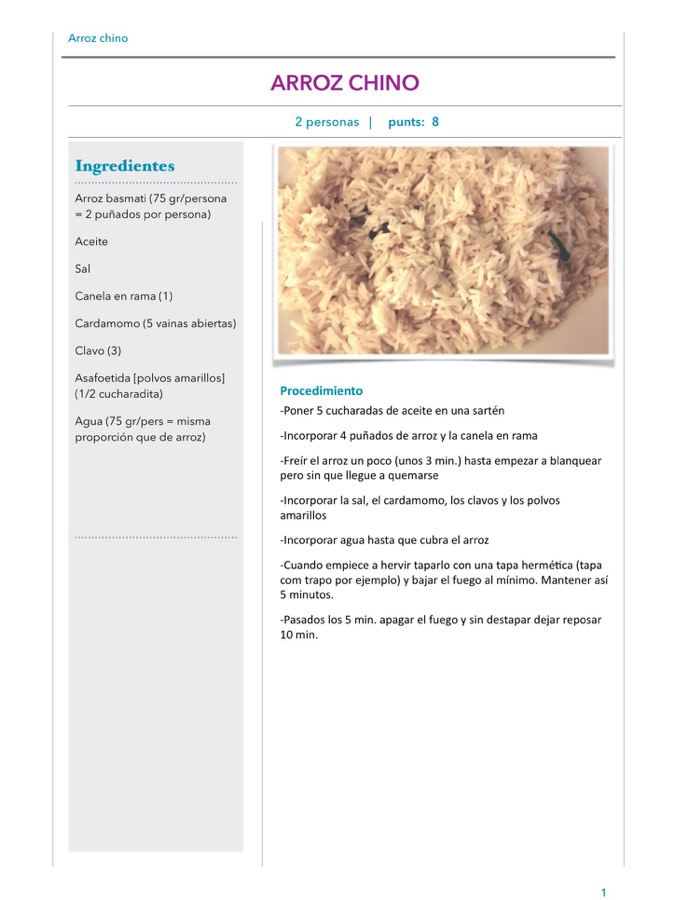 Arroz chino
ARROZ CHINO
2 personas | punts: 8
Ingredientes
Arroz basmati (75 gr/persona
= 2 puñados por persona)
Aceite
Sal
Canela en rama (1)
Cardamomo (5 vainas abiertas)
Clavo (3)
Asafoetida [polvos amarillos]
(1/2 cucharadita)
Agua (75 gr/pers = misma
proporción que de arroz)
Procedimiento
-Poner 5 cucharadas de aceite en una sartén
-Incorporar 4 puñados de arroz y la canela en rama
-Freír el arroz un poco (unos 3 min.) hasta empezar a blanquear
pero sin que llegue a quemarse
-Incorporar la sal, el cardamomo, los clavos y los polvos
amarillos
-Incorporar agua hasta que cubra el arroz
-Cuando empiece a hervir taparlo con una tapa hermética (tapa
com trapo por ejemplo) y bajar el fuego al mínimo. Mantener así
5 minutos.
-Pasados los 5 min. apagar el fuego y sin destapar dejar reposar
10 min.
1